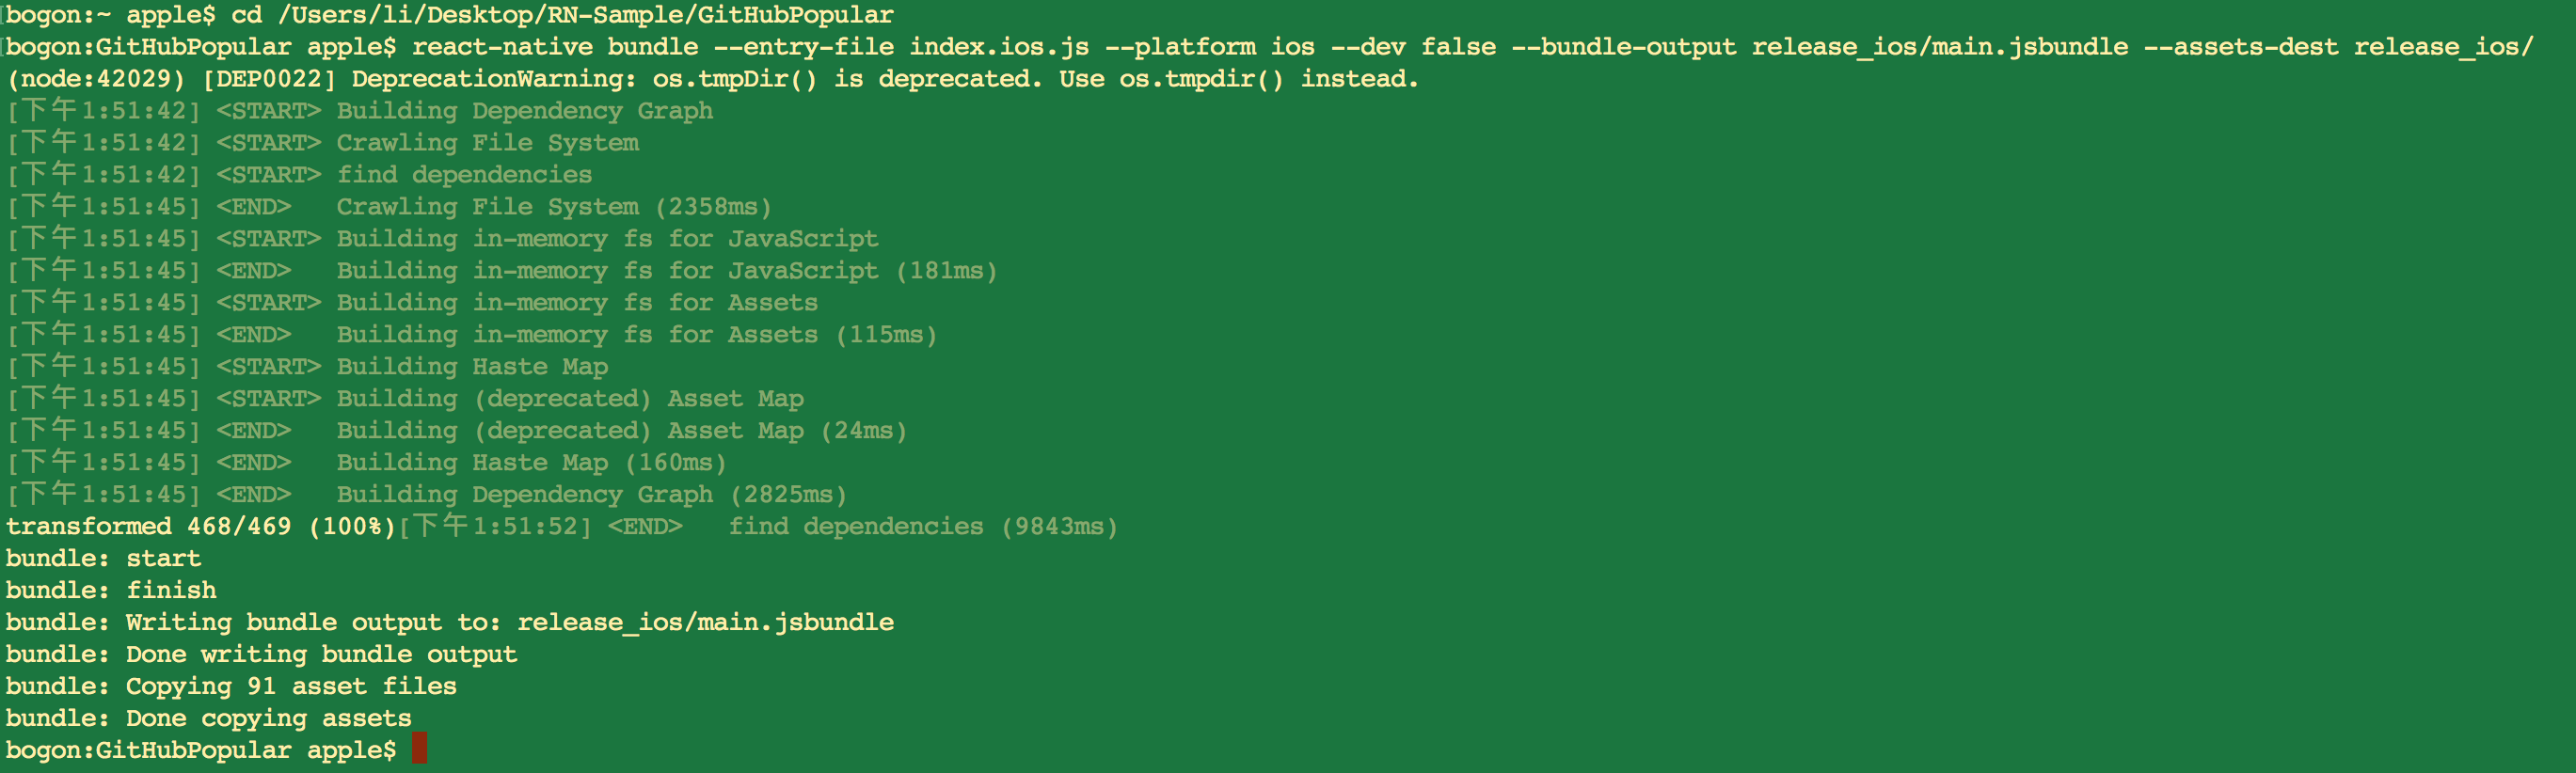 bogon:~ apple$ cd /Users/li/Desktop/RN-Sample/GitHubPopular
bogon:GitHubPopular apple$ react-native bundle --entry-file index.ios.js --platform ios --dev false --bundle-output release_ios/main.jsbundle --assets-dest release_ios/
(node:42029) [DEP0022] DeprecationWarning: os.tmpDir() is deprecated. Use os.tmpdir() instead.
[下午1:51:42] <START> Building Dependency Graph
[下午1:51:42] <START> Crawling File System
[下午1:51:42] <START> find dependencies
[下午1:51:45] <END>   Crawling File System (2358ms)
[下午1:51:45] <START> Building in-memory fs for JavaScript
[下午1:51:45] <END>   Building in-memory fs for JavaScript (181ms)
[下午1:51:45] <START> Building in-memory fs for Assets
[下午1:51:45] <END>   Building in-memory fs for Assets (115ms)
[下午1:51:45] <START> Building Haste Map
[下午1:51:45] <START> Building (deprecated) Asset Map
[下午1:51:45] <END>   Building (deprecated) Asset Map (24ms)
[下午1:51:45] <END>   Building Haste Map (160ms)
[下午1:51:45] <END>   Building Dependency Graph (2825ms)
transformed 468/469 (100%)[下午1:51:52] <END>   find dependencies (9843ms)
bundle: start
bundle: finish
bundle: Writing bundle output to: release_ios/main.jsbundle
bundle: Done writing bundle output
bundle: Copying 91 asset files
bundle: Done copying assets
bogon:GitHubPopular apple$